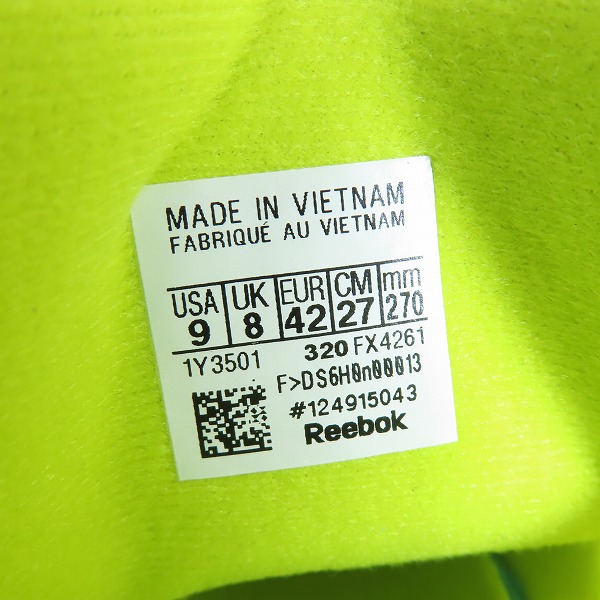 MADE IN VIETNAM
FABRIQUÉ AU VIETNAM
USA UK EUR CM mm
9 8 42 27 270
1Y3501 320 FX4261
F>DS6H0n00013
#124915043
Reebok